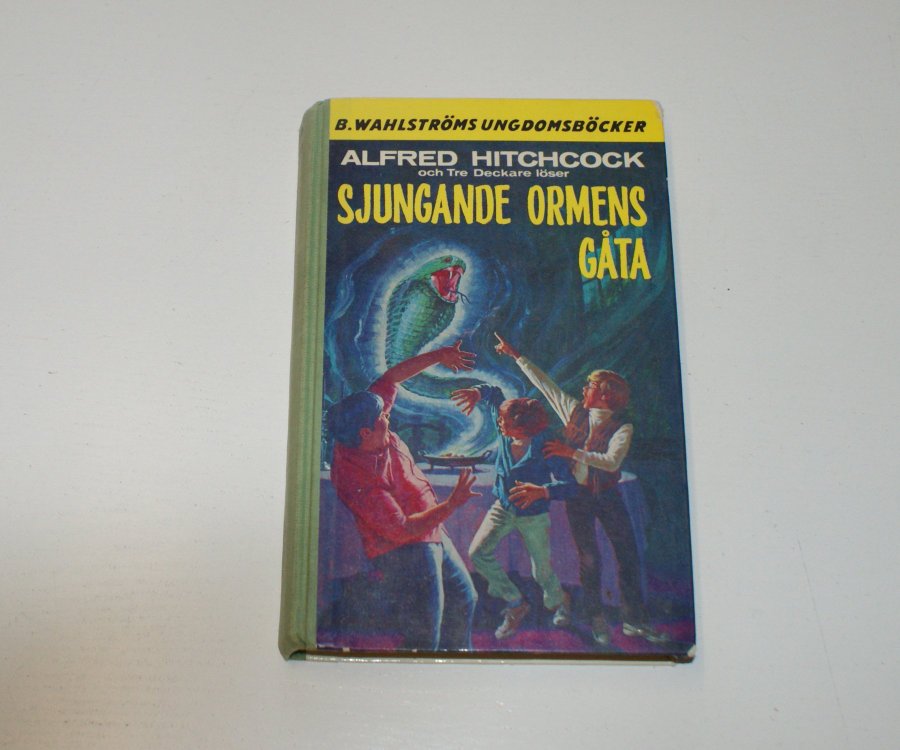 B.WAHLSTRÖMS UNGDOMSBÖCKER
ALFRED HITCHCOCK
och Tre Deckare löser
SJUNGANDE ORMENS
GÅTA